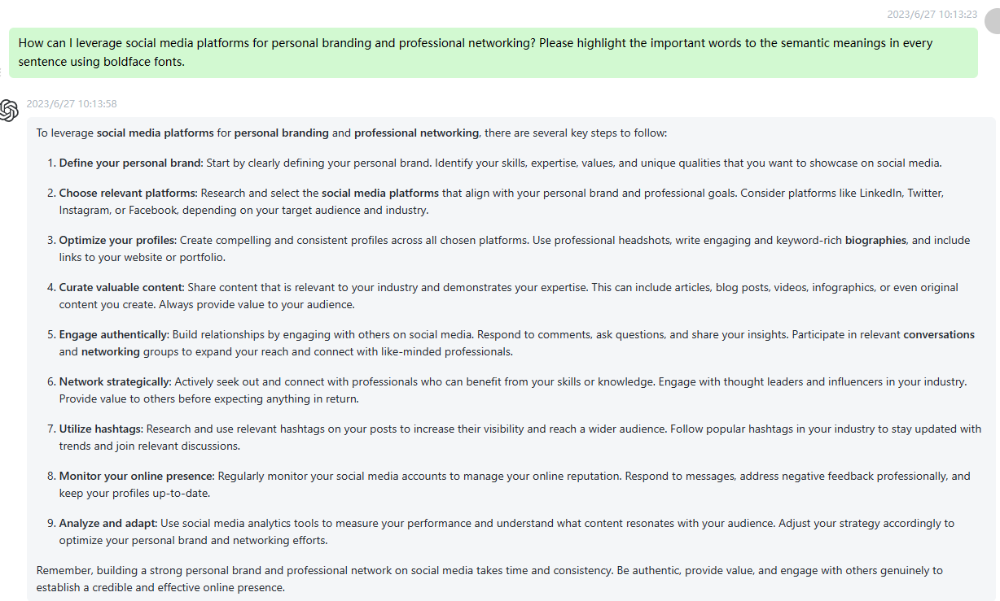 2023/6/27 10:13:23
How can I leverage social media platforms for personal branding and professional networking? Please highlight the important words to the semantic meanings in every
sentence using boldface fonts.
2023/6/27 10:13:58
To leverage social media platforms for personal branding and professional networking, there are several key steps to follow:
1. Define your personal brand: Start by clearly defining your personal brand. Identify your skills, expertise, values, and unique qualities that you want to showcase on social media.
2. Choose relevant platforms: Research and select the social media platforms that align with your personal brand and professional goals. Consider platforms like LinkedIn, Twitter,
Instagram, or Facebook, depending on your target audience and industry.
3. Optimize your profiles: Create compelling and consistent profiles across all chosen platforms. Use professional headshots, write engaging and keyword-rich biographies, and include
links to your website or portfolio.
4. Curate valuable content: Share content that is relevant to your industry and demonstrates your expertise. This can include articles, blog posts, videos, infographics, or even original
content you create. Always provide value to your audience.
5. Engage authentically: Build relationships by engaging with others on social media. Respond to comments, ask questions, and share your insights. Participate in relevant conversations
and networking groups to expand your reach and connect with like-minded professionals.
6. Network strategically: Actively seek out and connect with professionals who can benefit from your skills or knowledge. Engage with thought leaders and influencers in your industry.
Provide value to others before expecting anything in return.
7. Utilize hashtags: Research and use relevant hashtags on your posts to increase their visibility and reach a wider audience. Follow popular hashtags in your industry to stay updated with
trends and join relevant discussions.
8. Monitor your online presence: Regularly monitor your social media accounts to manage your online reputation. Respond to messages, address negative feedback professionally, and
keep your profiles up-to-date.
9. Analyze and adapt: Use social media analytics tools to measure your performance and understand what content resonates with your audience. Adjust your strategy accordingly to
optimize your personal brand and networking efforts.
Remember, building a strong personal brand and professional network on social media takes time and consistency. Be authentic, provide value, and engage with others genuinely to
establish a credible and effective online presence.